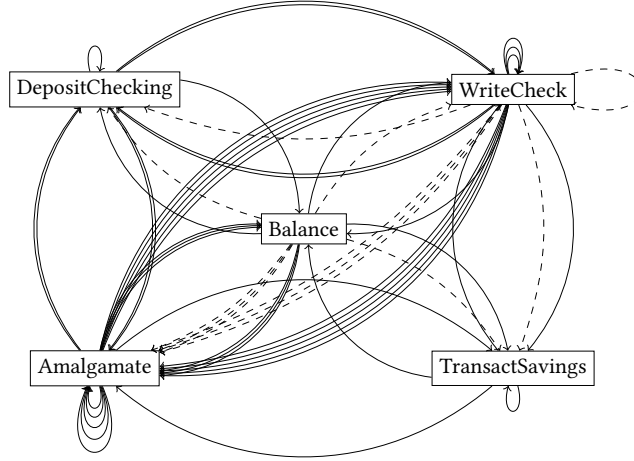 DepositChecking
WriteCheck
Balance
Amalgamate
TransactSavings